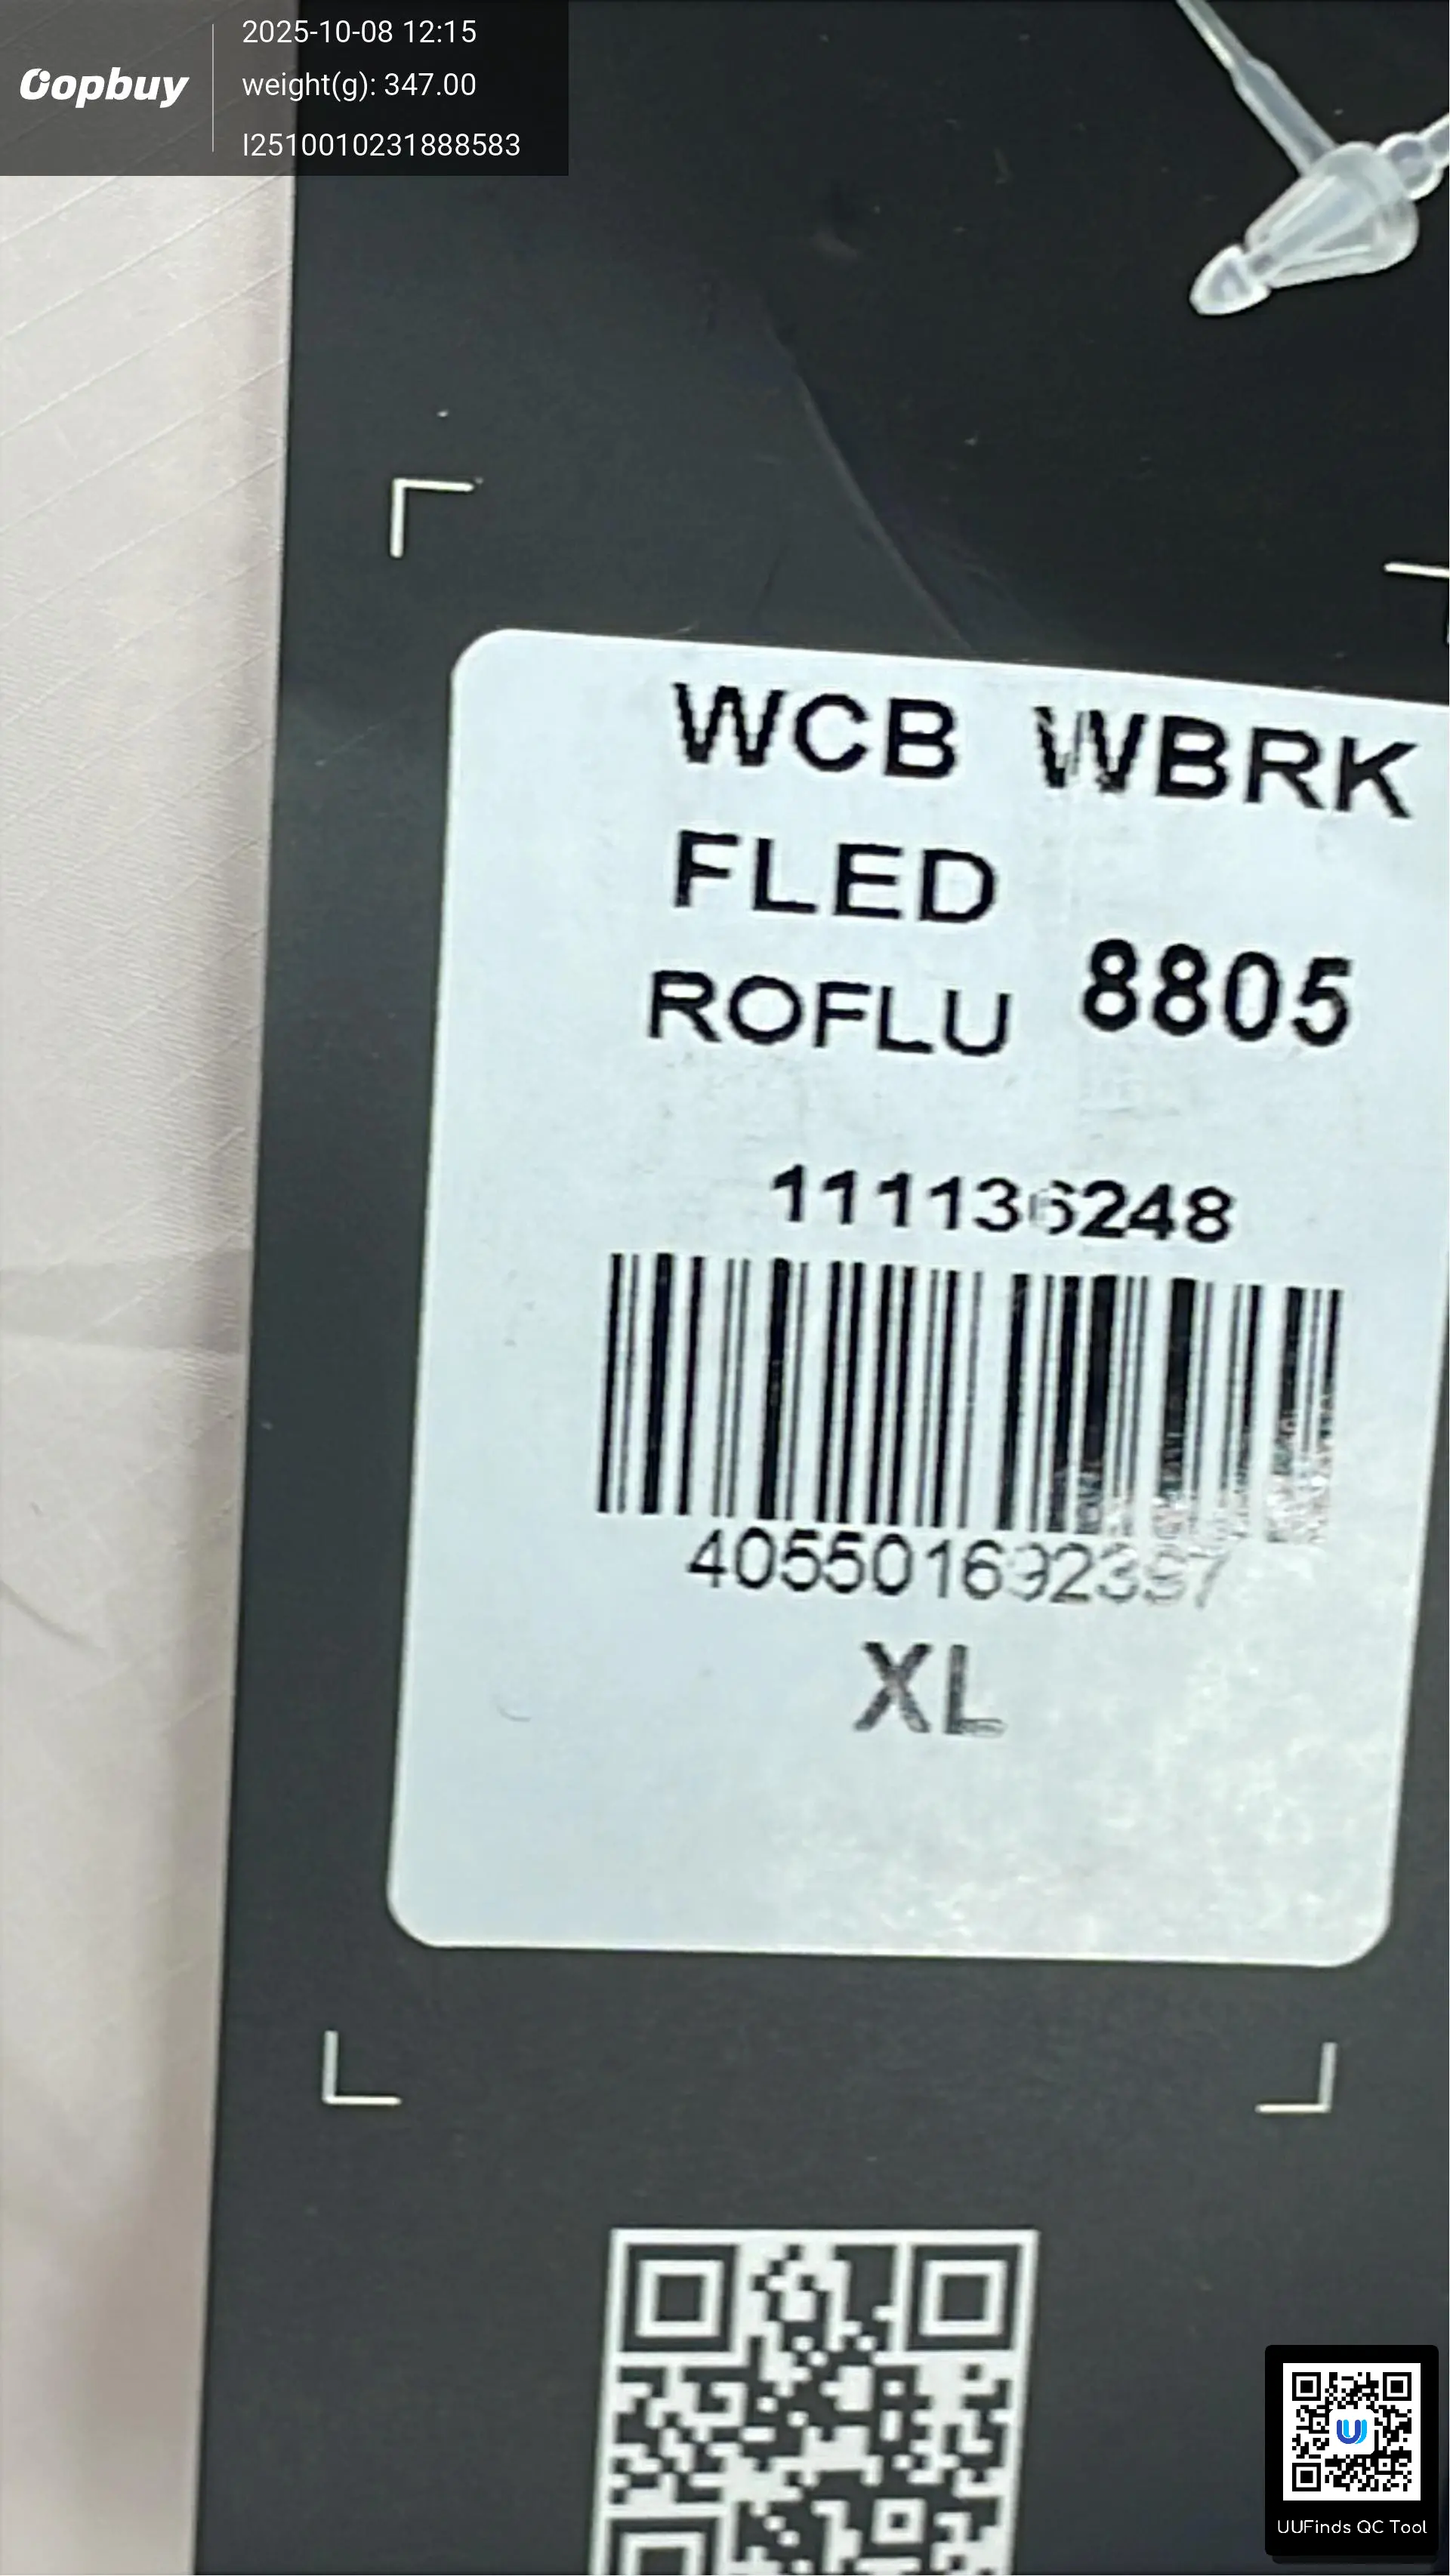 Oopbuy
2025-10-08 12:15
weight(g): 347.00
I2510010231888583
WCB WBRK
FLED
ROFLU 8805
111136248
XL
UUFinds QC Tool